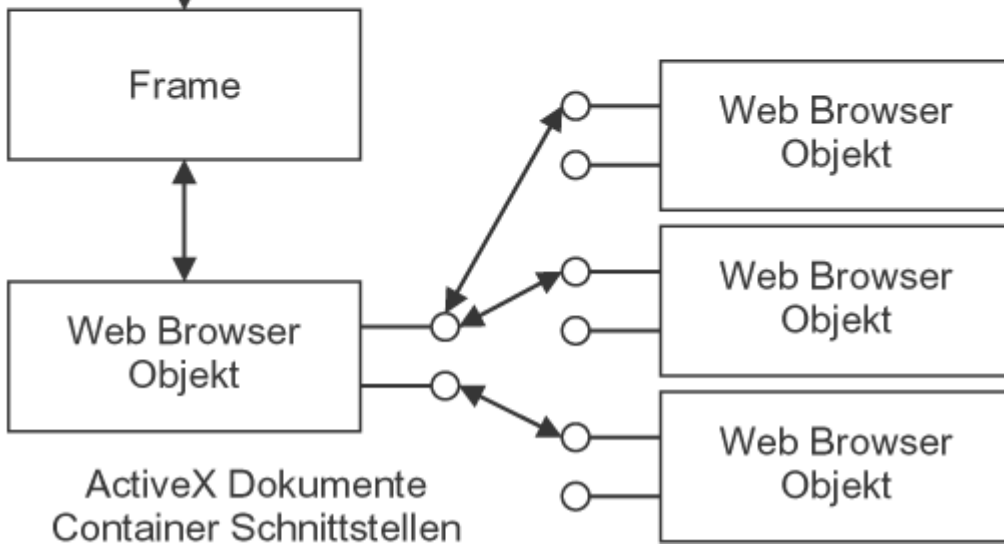 Frame
Web Browser
Objekt
Web Browser
Objekt
Web Browser
Objekt
Web Browser
Objekt
ActiveX Dokumente
Container Schnittstellen